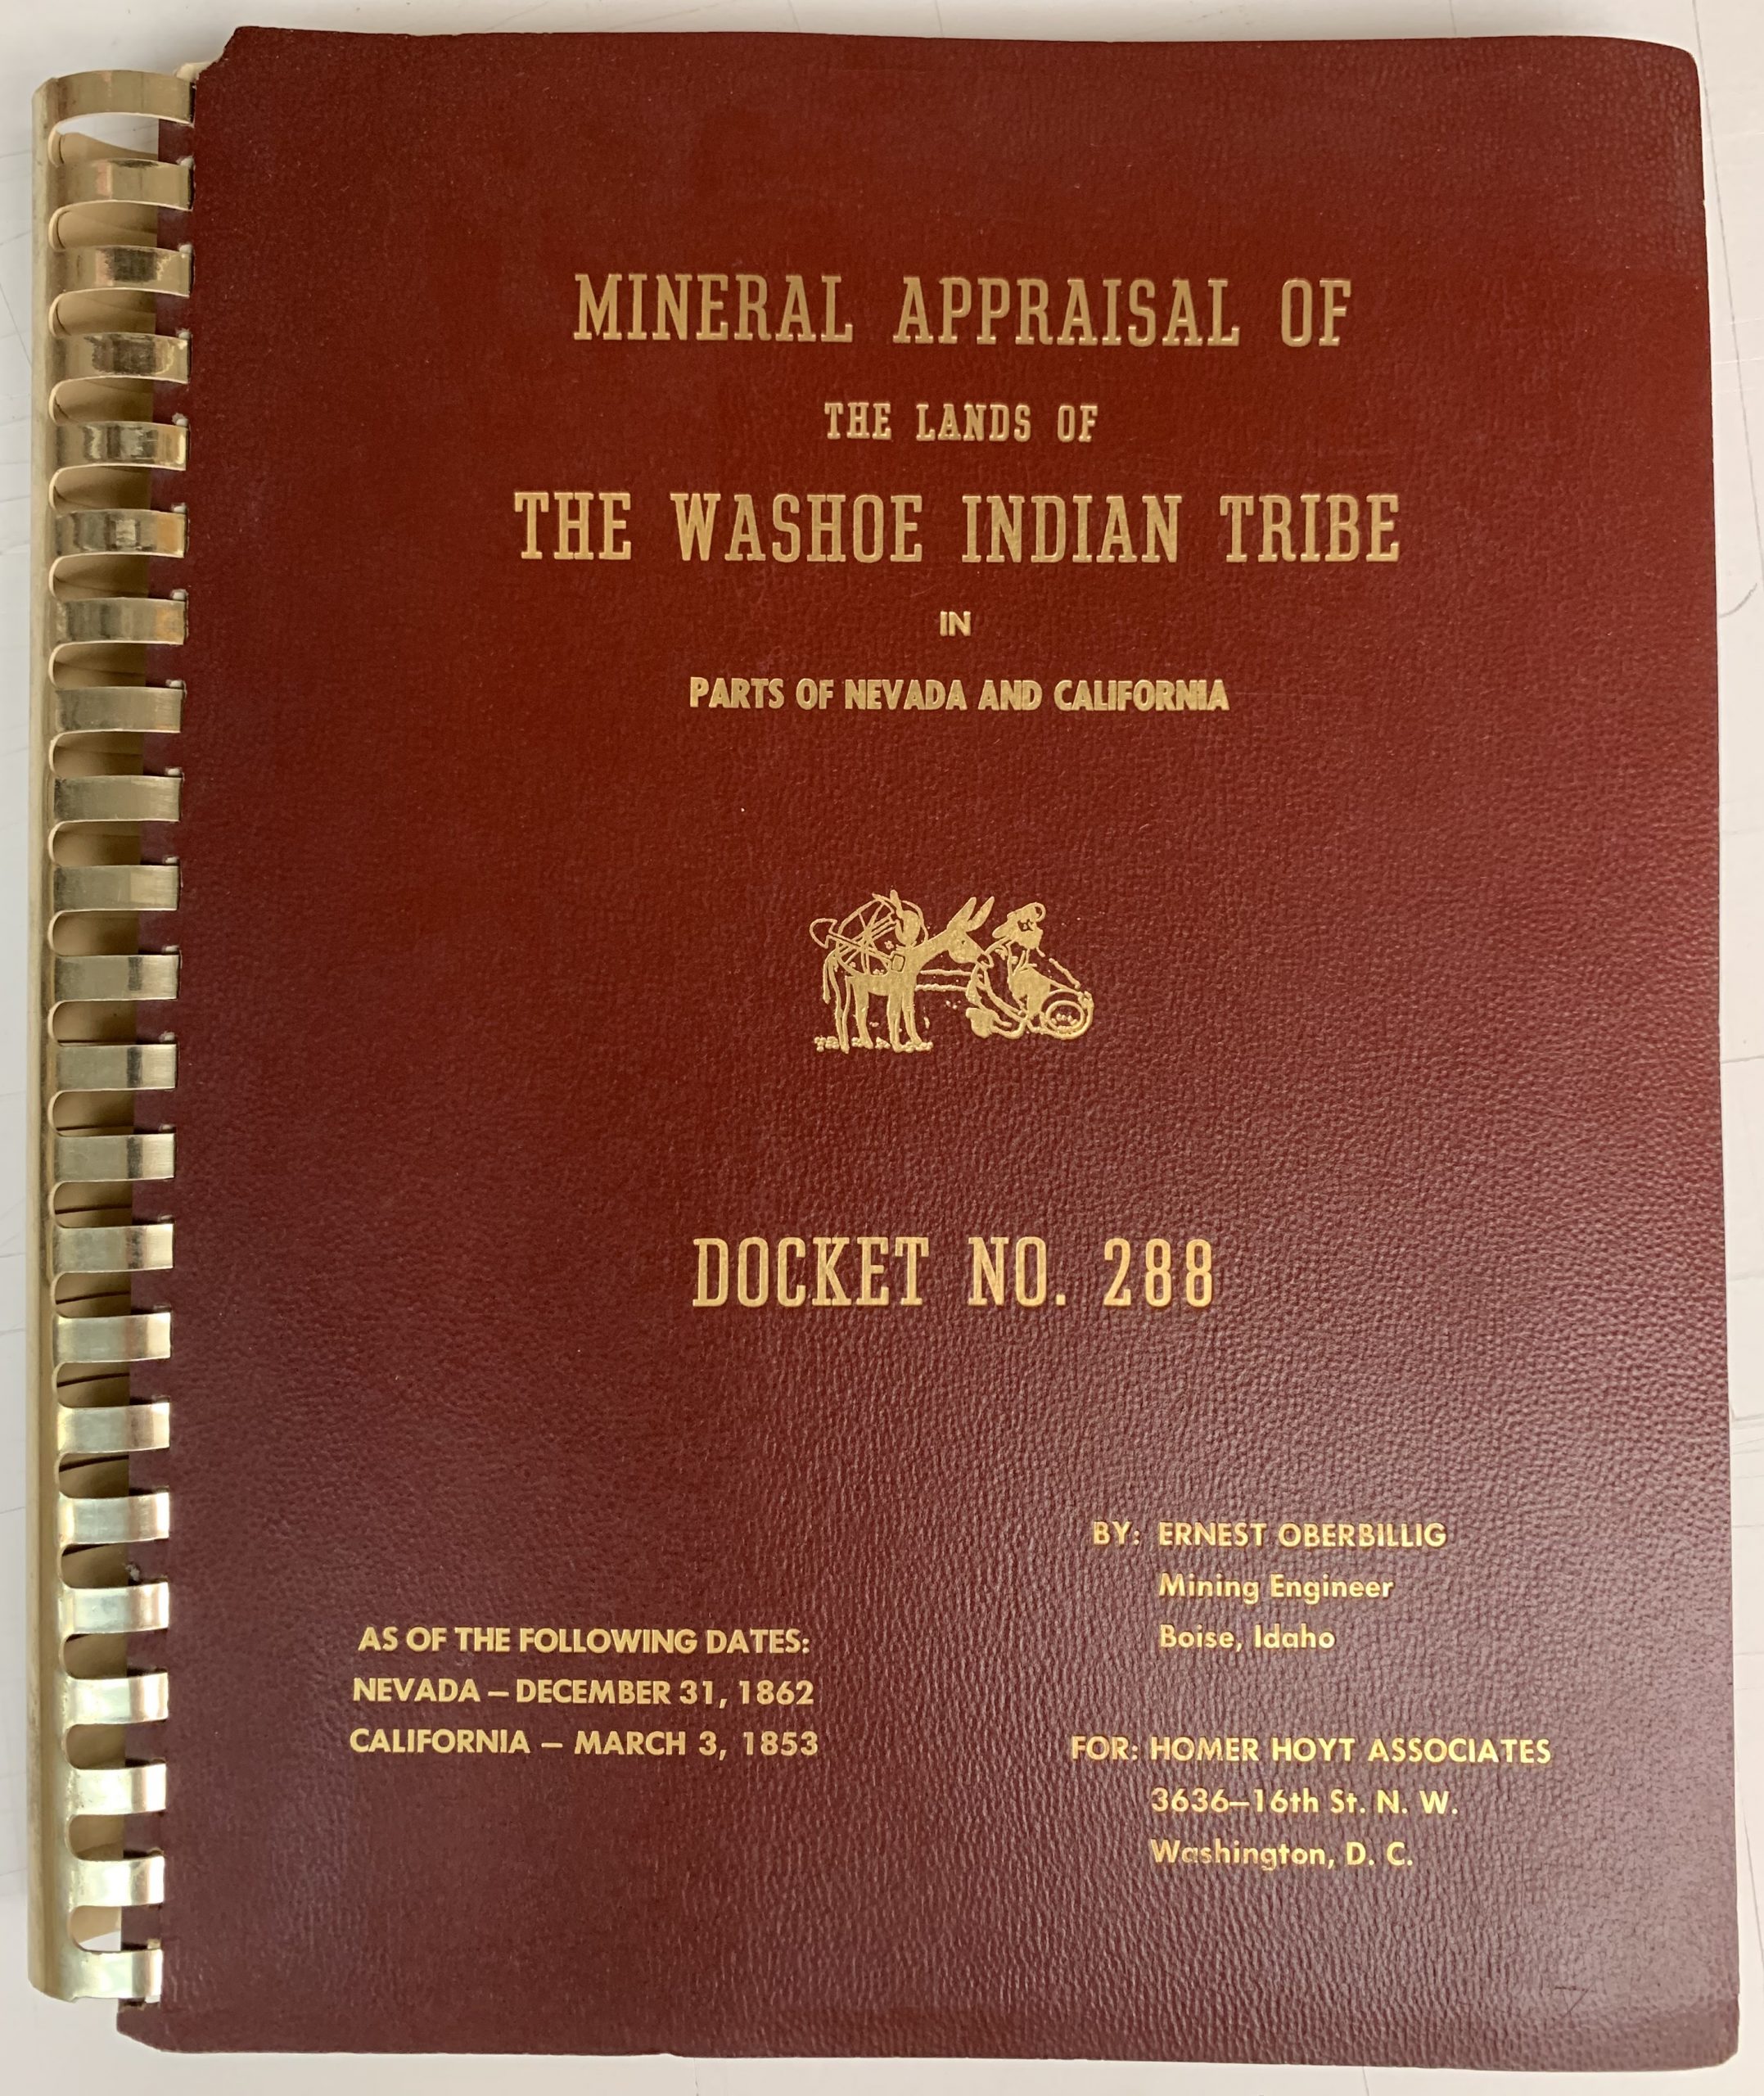 MINERAL APPRAISAL OF
THE LANDS OF
THE WASHOE INDIAN TRIBE
IN
PARTS OF NEVADA AND CALIFORNIA
DOCKET NO. 288
BY: ERNEST OBERBILLIG
Mining Engineer
Boise, Idaho
AS OF THE FOLLOWING DATES:
NEVADA — DECEMBER 31, 1862
CALIFORNIA — MARCH 3, 1853
FOR: HOMER HOYT ASSOCIATES
3636–16th St. N. W.
Washington, D. C.